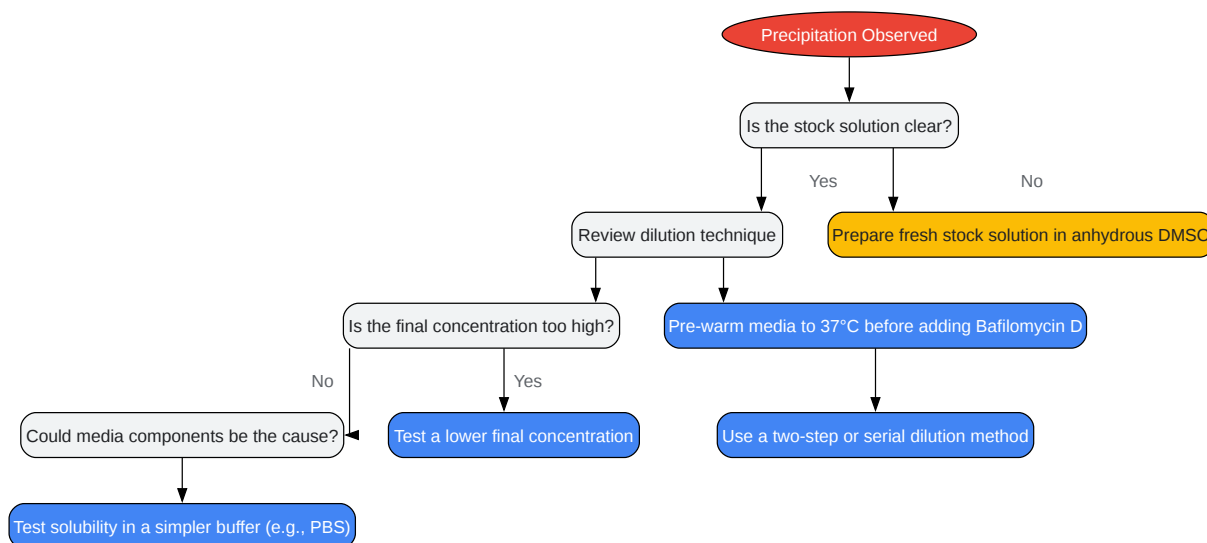 Precipitation Observed
Is the stock solution clear?
Yes
No
Review dilution technique
Prepare fresh stock solution in anhydrous DMSO
Is the final concentration too high?
Pre-warm media to 37°C before adding Bafilomycin D
No
Yes
Could media components be the cause?
Test a lower final concentration
Use a two-step or serial dilution method
Test solubility in a simpler buffer (e.g., PBS)